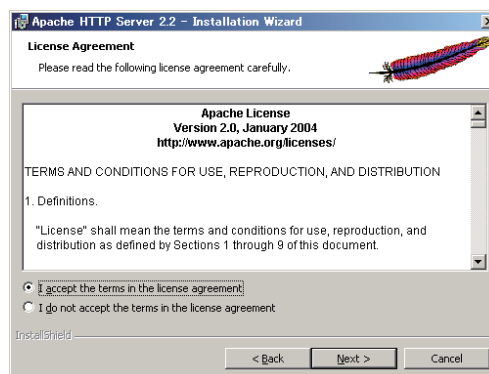 Apache HTTP Server 2.2 - Installation Wizard
License Agreement
Please read the following license agreement carefully.
Apache License
Version 2.0, January 2004
http://www.apache.org/licenses/
TERMS AND CONDITIONS FOR USE, REPRODUCTION, AND DISTRIBUTION
1. Definitions.
"License" shall mean the terms and conditions for use, reproduction, and
distribution as defined by Sections 1 through 9 of this document.
I accept the terms in the license agreement
I do not accept the terms in the license agreement
InstallShield
< Back
Next >
Cancel